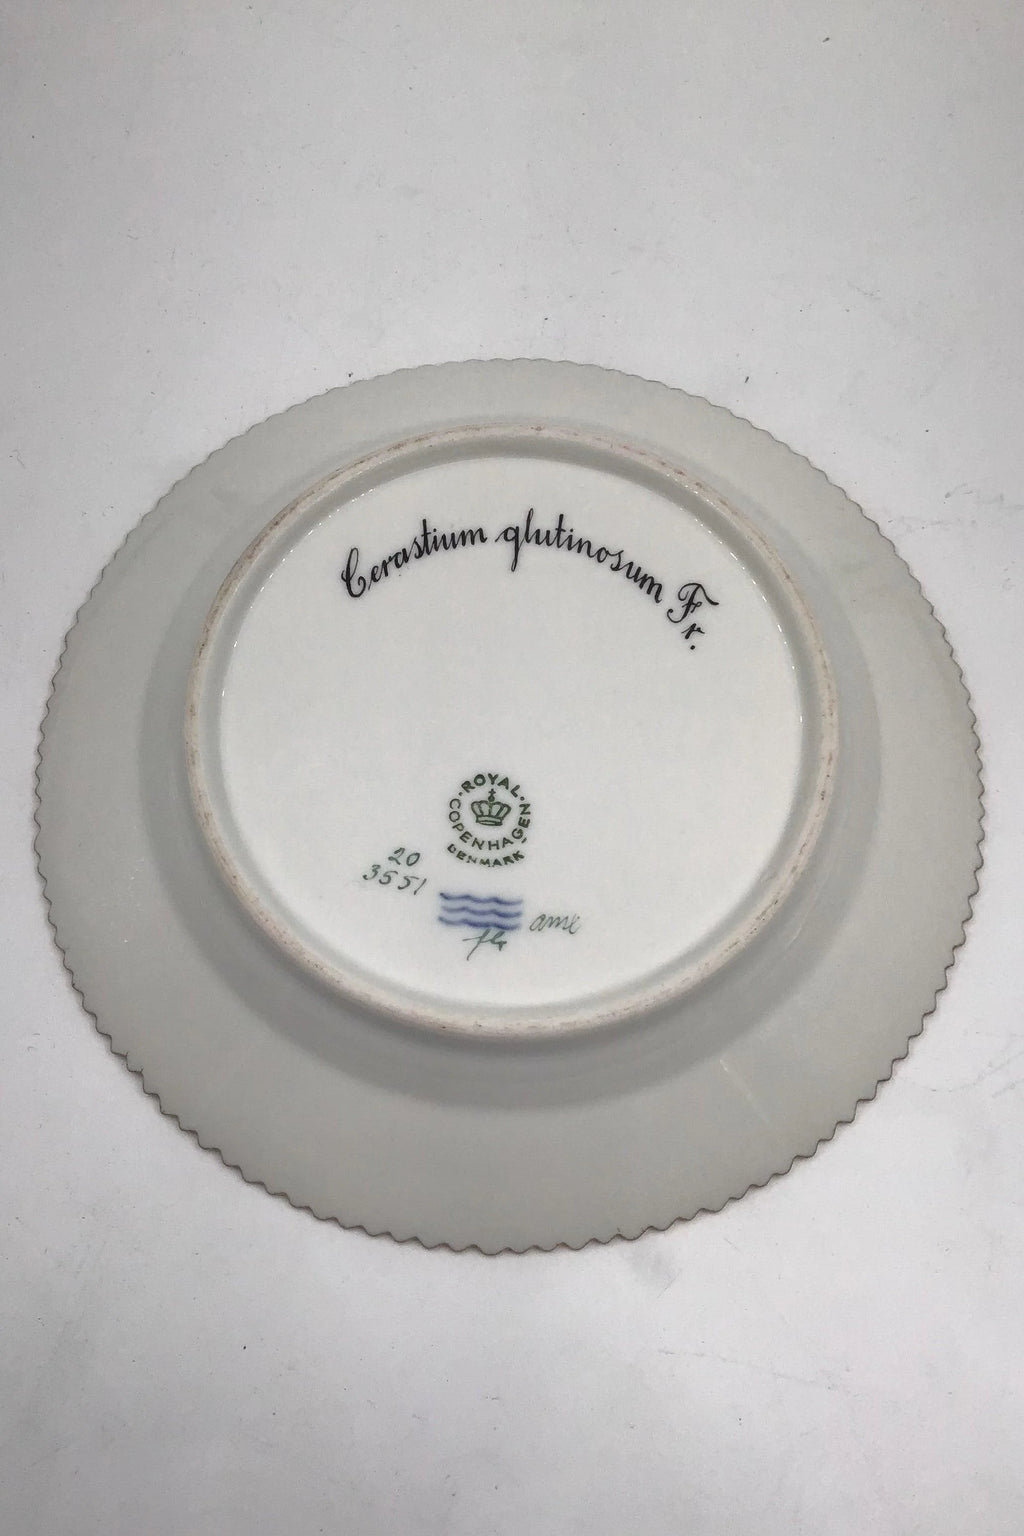 Cerastium glutinosum Fr.
ROYAL
COPENHAGEN
DENMARK
20
3551